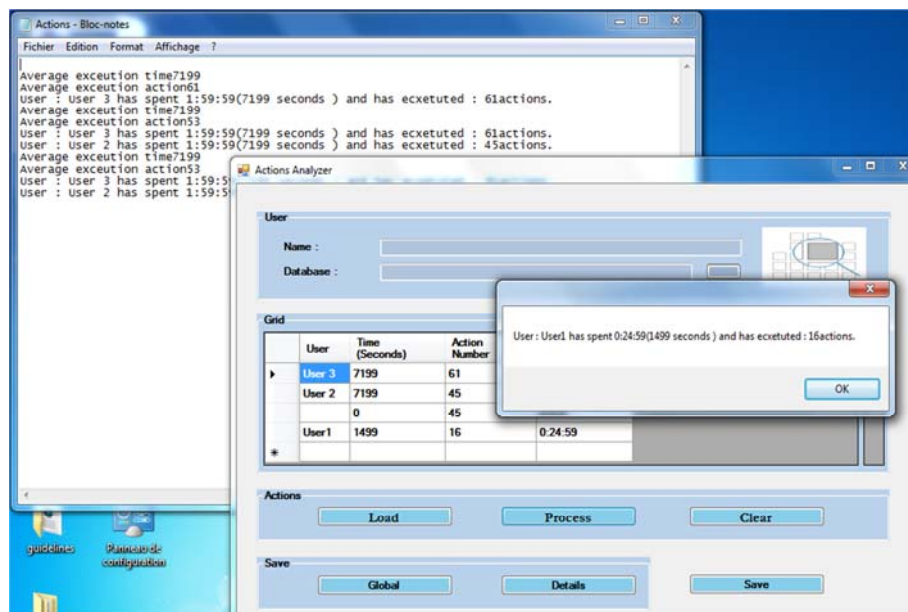 Actions - Bloc-notes
Fichier Edition Format Affichage ?
Average exceution time7199
Average exceution action61
User : User 3 has spent 1:59:59(7199 seconds ) and has ecxetuted : 61actions.
Average exceution time7199
Average exceution action53
User : User 3 has spent 1:59:59(7199 seconds ) and has ecxetuted : 61actions.
User : User 2 has spent 1:59:59(7199 seconds ) and has ecxetuted : 45actions.
Average exceution time7199
Average exceution action53
User : User 3 has spent 1:59:5
User : User 2 has spent 1:59:5
Actions Analyzer
User
Name :
Database :
User : User1 has spent 0:24:59(1499 seconds ) and has ecxetuted : 16actions.
OK
Grid
User Time (Seconds) Action Number
User 3 7199 61
User 2 7199 45
0 45
User1 1499 16 0:24:59
Actions
Load Process Clear
Save
Global Details Save
guidelines
Panneau de configuration